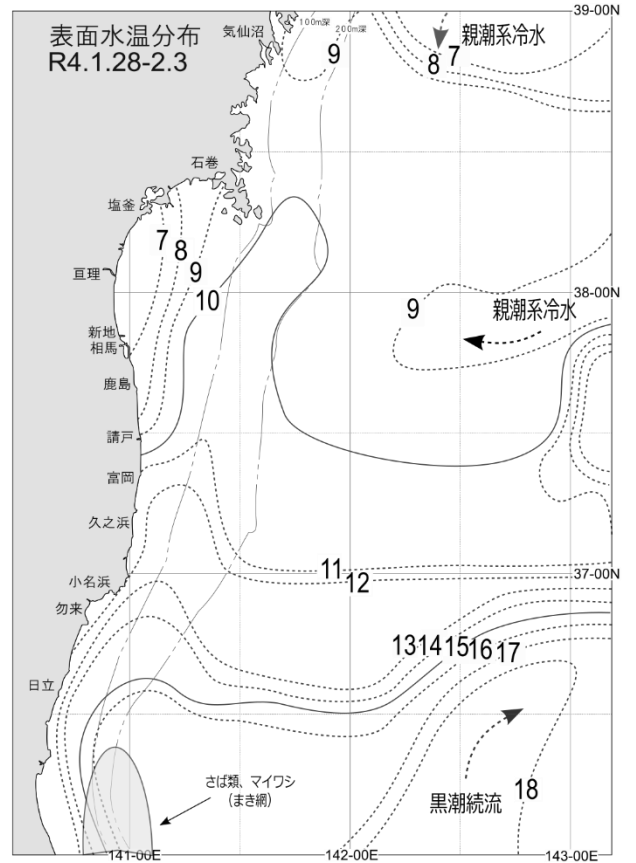 表面水温分布
R4.1.28-2.3
気仙沼
100m深
200m深
39-00N
親潮系冷水
9
8
7
石巻
塩釜
7
8
9
10
亘理
38-00N
9
親潮系冷水
新地
相馬
鹿島
請戸
富岡
久之浜
11
12
37-00N
小名浜
勿来
13
14
15
16
17
日立
さば類、マイワシ
(まき網)
黒潮続流
18
141-00E
142-00E
143-00E